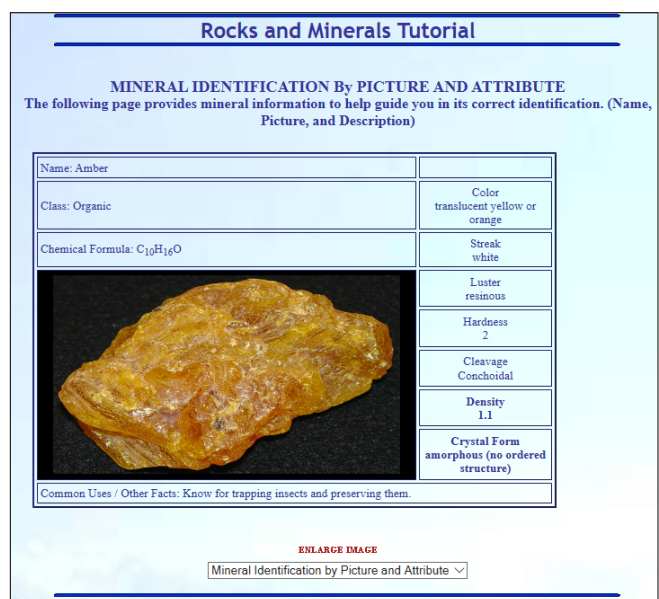 Rocks and Minerals Tutorial
MINERAL IDENTIFICATION By PICTURE AND ATTRIBUTE
The following page provides mineral information to help guide you in its correct identification. (Name,
Picture, and Description)
Name: Amber
Class: Organic
Color
translucent yellow or
orange
Chemical Formula: C10H16O
Streak
white
Luster
resinous
Hardness
2
Cleavage
Conchoidal
Density
1.1
Crystal Form
amorphous (no ordered
structure)
Common Uses / Other Facts: Know for trapping insects and preserving them.
ENLARGE IMAGE
Mineral Identification by Picture and Attribute